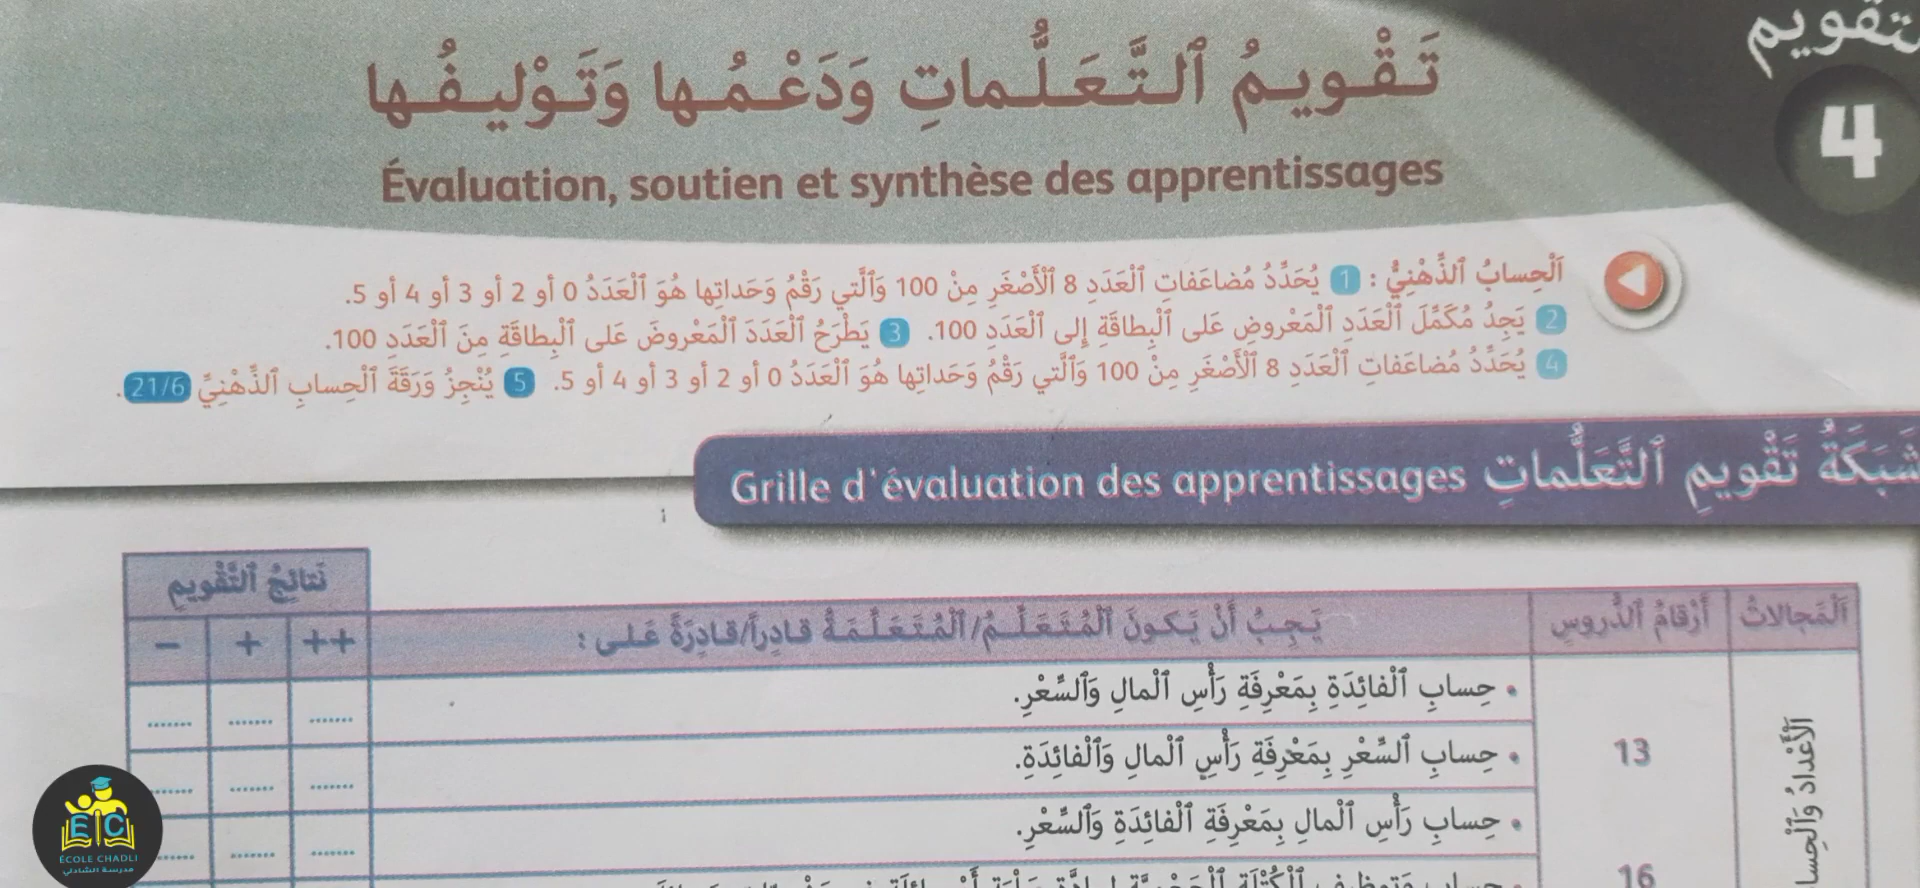 تقويم
4
تَقْويمُ ٱلتَّعَلُّماتِ وَدَعْمُها وَتَوْليفُها
Évaluation, soutien et synthèse des apprentissages
اَلْحِسابُ ٱلذِّهْنِيُّ : 1 يُحَدِّدُ مُضاعَفاتِ ٱلْعَدَدِ 8 ٱلْأَصْغَرِ مِنْ 100 وَٱلَّتي رَقْمُ وَحَداتِها هُوَ ٱلْعَدَدُ 0 أو 2 أو 3 أو 4 أو 5.
2 يَجِدُ مُكَمِّلَ ٱلْعَدَدِ ٱلْمَعْروضِ عَلى ٱلْبِطاقَةِ إِلى ٱلْعَدَدِ 100. 3 يَطْرَحُ ٱلْعَدَدَ ٱلْمَعْروضَ عَلى ٱلْبِطاقَةِ مِنَ ٱلْعَدَدِ 100.
4 يُحَدِّدُ مُضاعَفاتِ ٱلْعَدَدِ 8 ٱلْأَصْغَرِ مِنْ 100 وَٱلَّتي رَقْمُ وَحَداتِها هُوَ ٱلْعَدَدُ 0 أو 2 أو 3 أو 4 أو 5. 5 يُنْجِزُ وَرَقَةَ ٱلْحِسابِ ٱلذِّهْنِيِّ 21/6.
شَبَكَةُ تَقْويمِ ٱلتَّعَلُّماتِ Grille d'évaluation des apprentissages
نَتائِجُ ٱلتَّقْويمِ
اَلْمَجالاتُ أَرْقامُ ٱلدُّروسِ يَجِبُ أَنْ يَكونَ ٱلْمُتَعَلِّمُ/ٱلْمُتَعَلِّمَةُ قادِراً/قادِرَةً عَلى : ++ + −
• حِسابِ ٱلْفائِدَةِ بِمَعْرِفَةِ رَأْسِ ٱلْمالِ وَٱلسِّعْرِ. ....... ....... .......
13 • حِسابِ ٱلسِّعْرِ بِمَعْرِفَةِ رَأْسِ ٱلْمالِ وَٱلْفائِدَةِ. ....... ....... .......
• حِسابِ رَأْسِ ٱلْمالِ بِمَعْرِفَةِ ٱلْفائِدَةِ وَٱلسِّعْرِ. ....... ....... .......
ٱلْأَعْدادُ
16
EIC
ÉCOLE CHADLI
مدرسة الشادلي